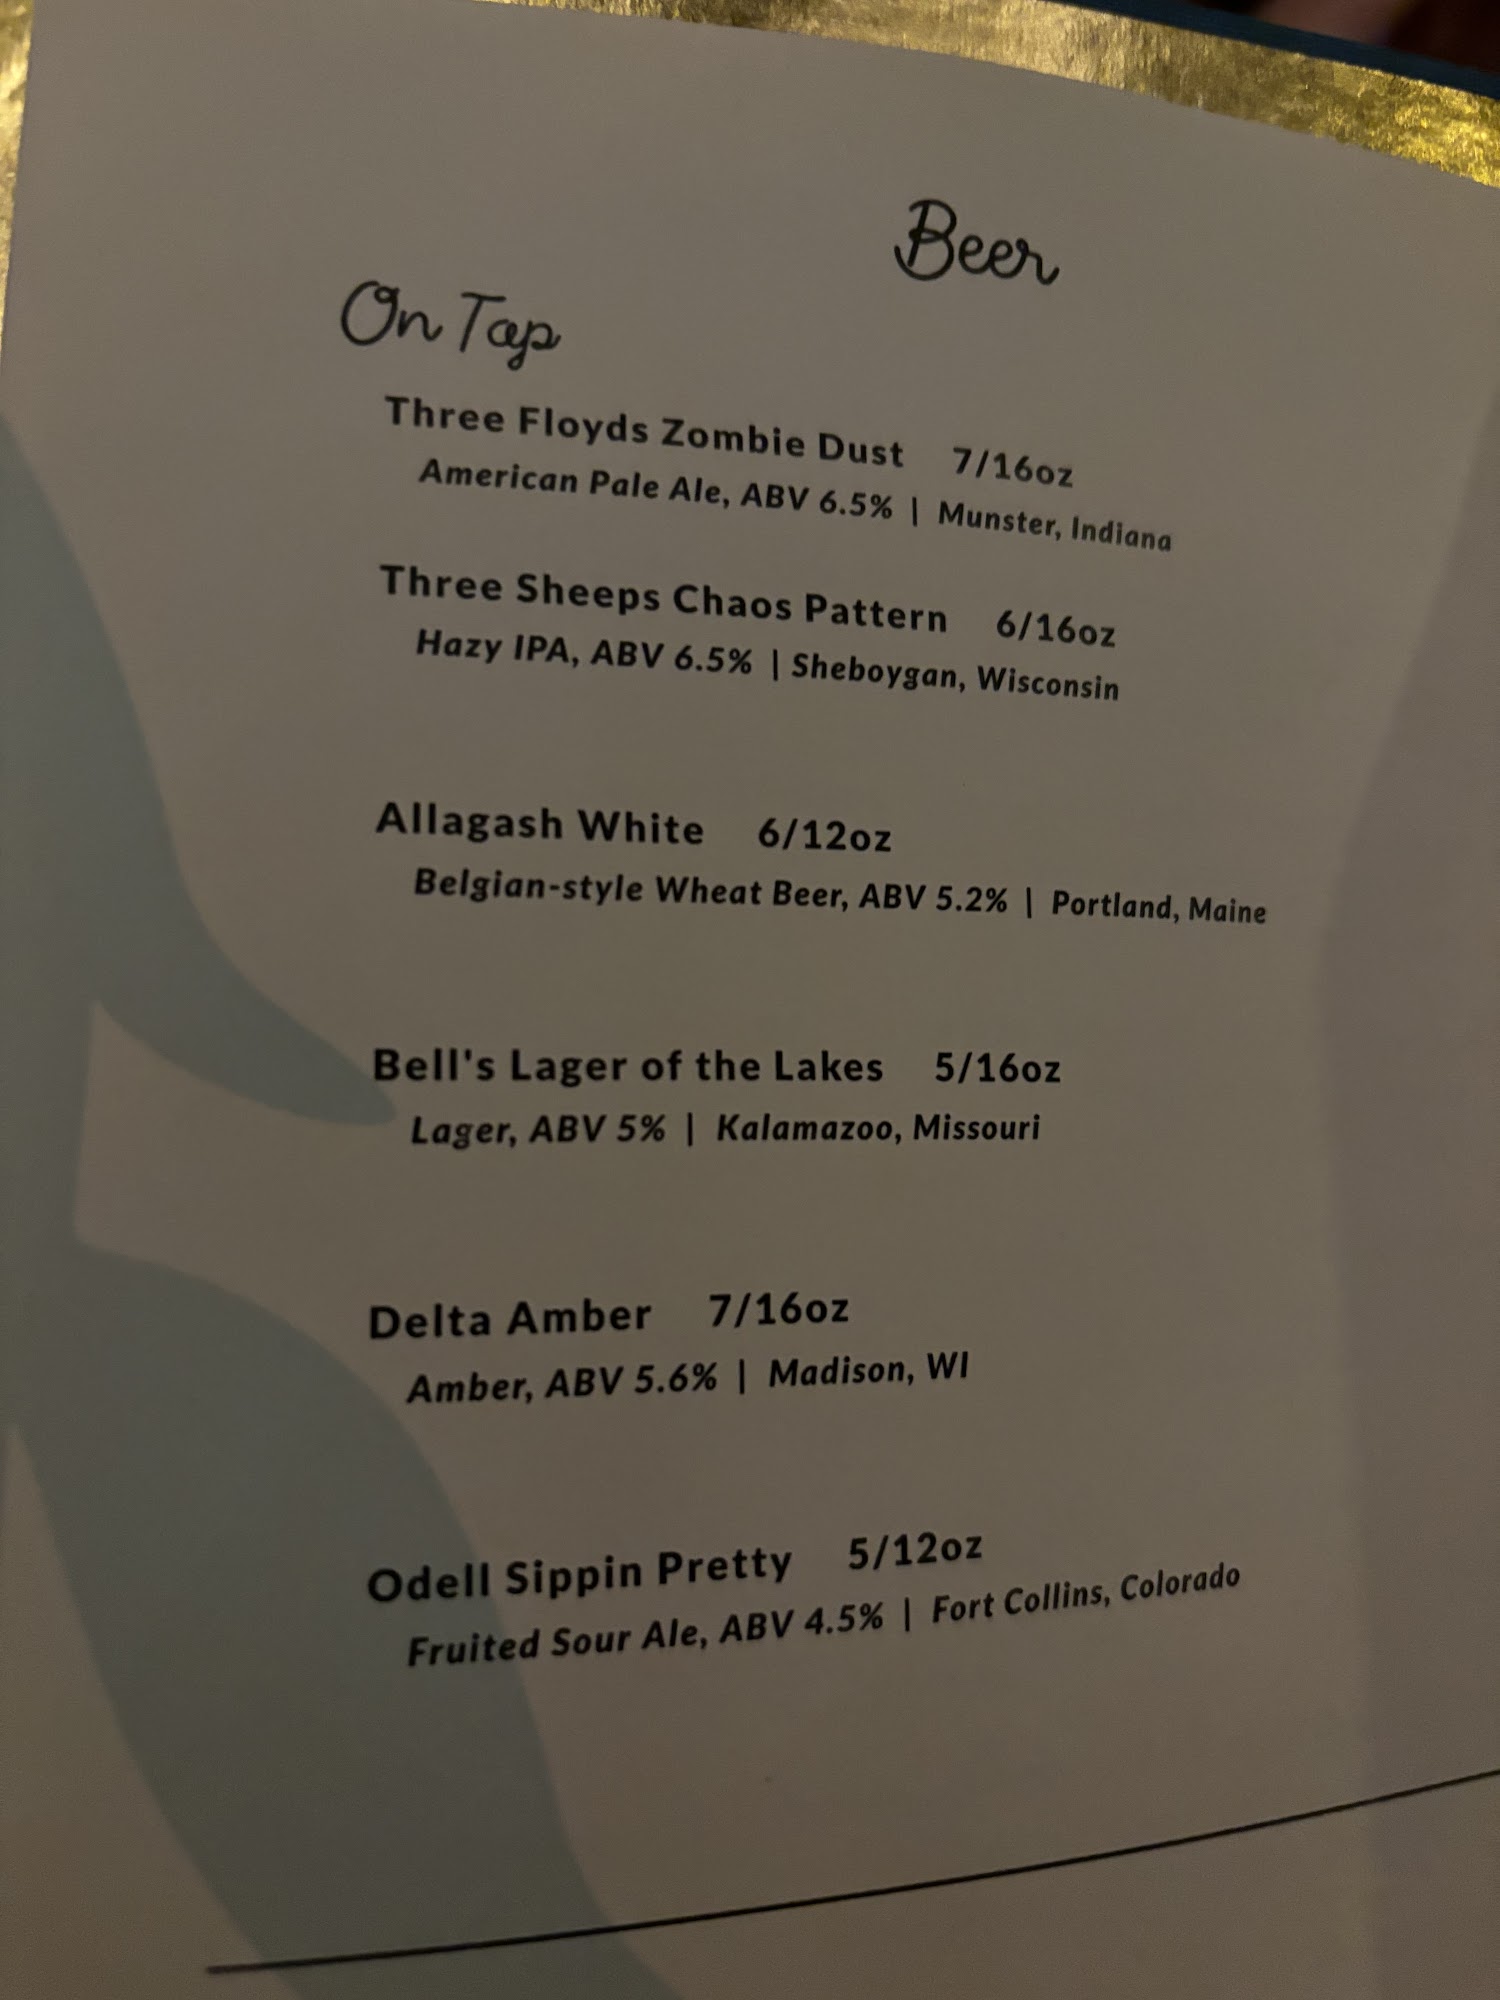 Beer
On Tap
Three Floyds Zombie Dust 7/16oz
American Pale Ale, ABV 6.5% | Munster, Indiana
Three Sheeps Chaos Pattern 6/16oz
Hazy IPA, ABV 6.5% | Sheboygan, Wisconsin
Allagash White 6/12oz
Belgian-style Wheat Beer, ABV 5.2% | Portland, Maine
Bell's Lager of the Lakes 5/16oz
Lager, ABV 5% | Kalamazoo, Missouri
Delta Amber 7/16oz
Amber, ABV 5.6% | Madison, WI
Odell Sippin Pretty 5/12oz
Fruited Sour Ale, ABV 4.5% | Fort Collins, Colorado